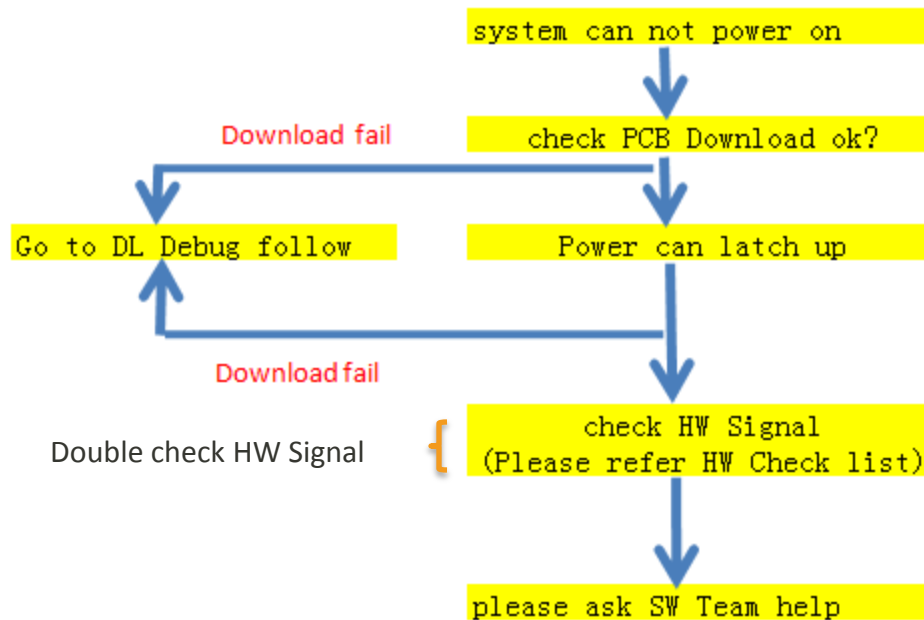 system can not power on
Download fail
check PCB Download ok?
Go to DL Debug follow
Power can latch up
Download fail
Double check HW Signal
{
check HW Signal
(Please refer HW Check list)
please ask SW Team help